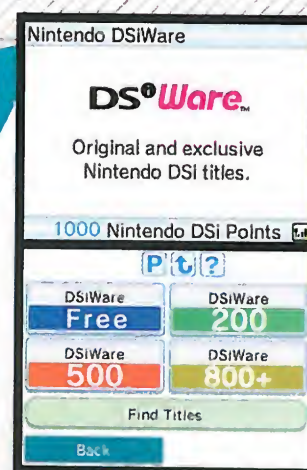 Nintendo DSiWare
DSiWare™
Original and exclusive
Nintendo DSi titles.
1000 Nintendo DSi Points
P
?
DSiWare
Free
DSiWare
200
DSiWare
500
DSiWare
800+
Find Titles
Back